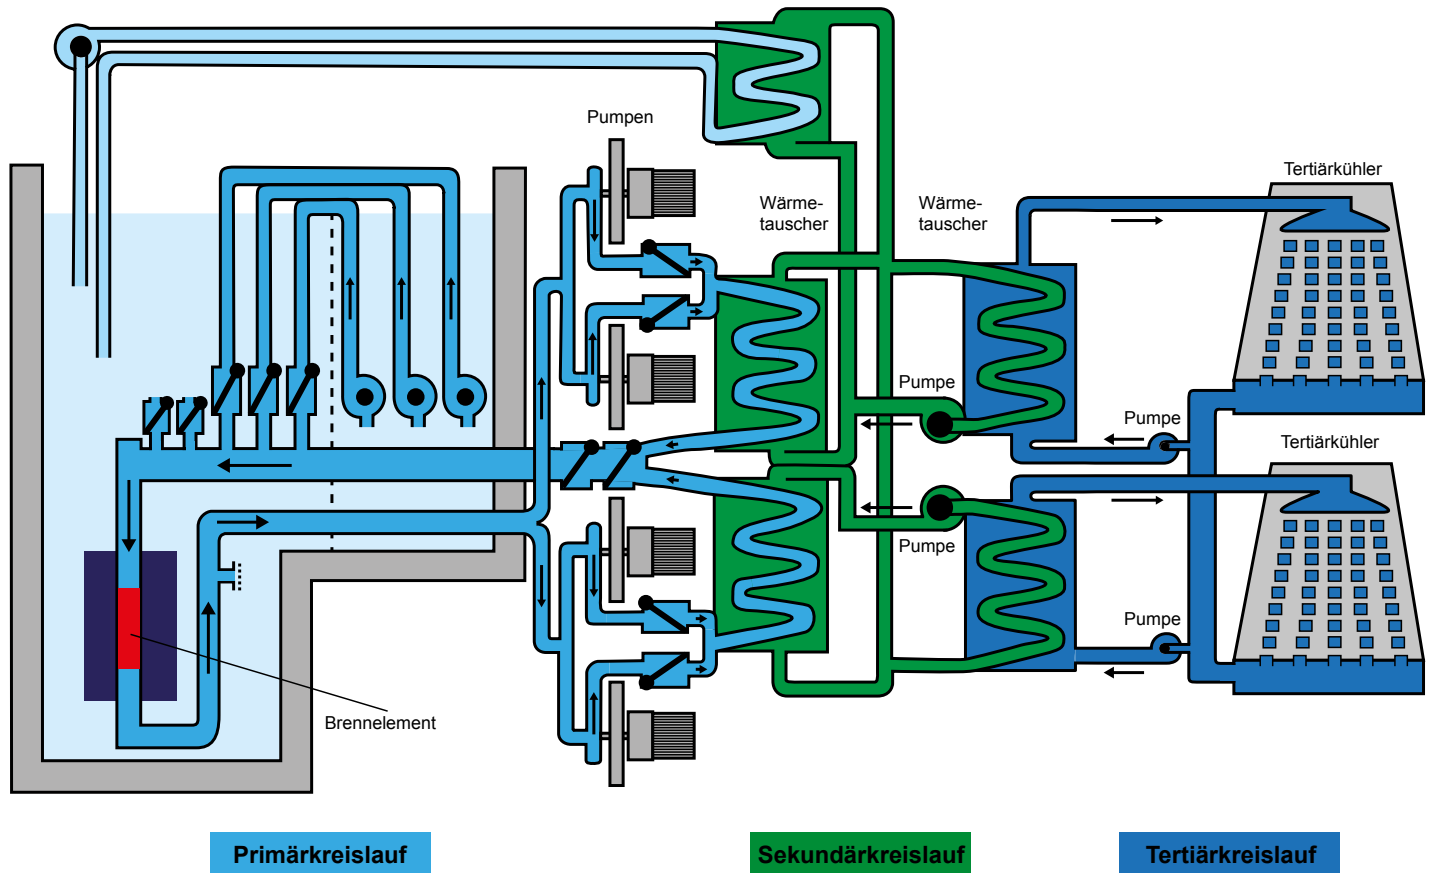 Pumpen
Tertiärkühler
Wärme-
tauscher
Wärme-
tauscher
Pumpe
Pumpe
Tertiärkühler
Pumpe
Pumpe
Brennelement
Primärkreislauf
Sekundärkreislauf
Tertiärkreislauf